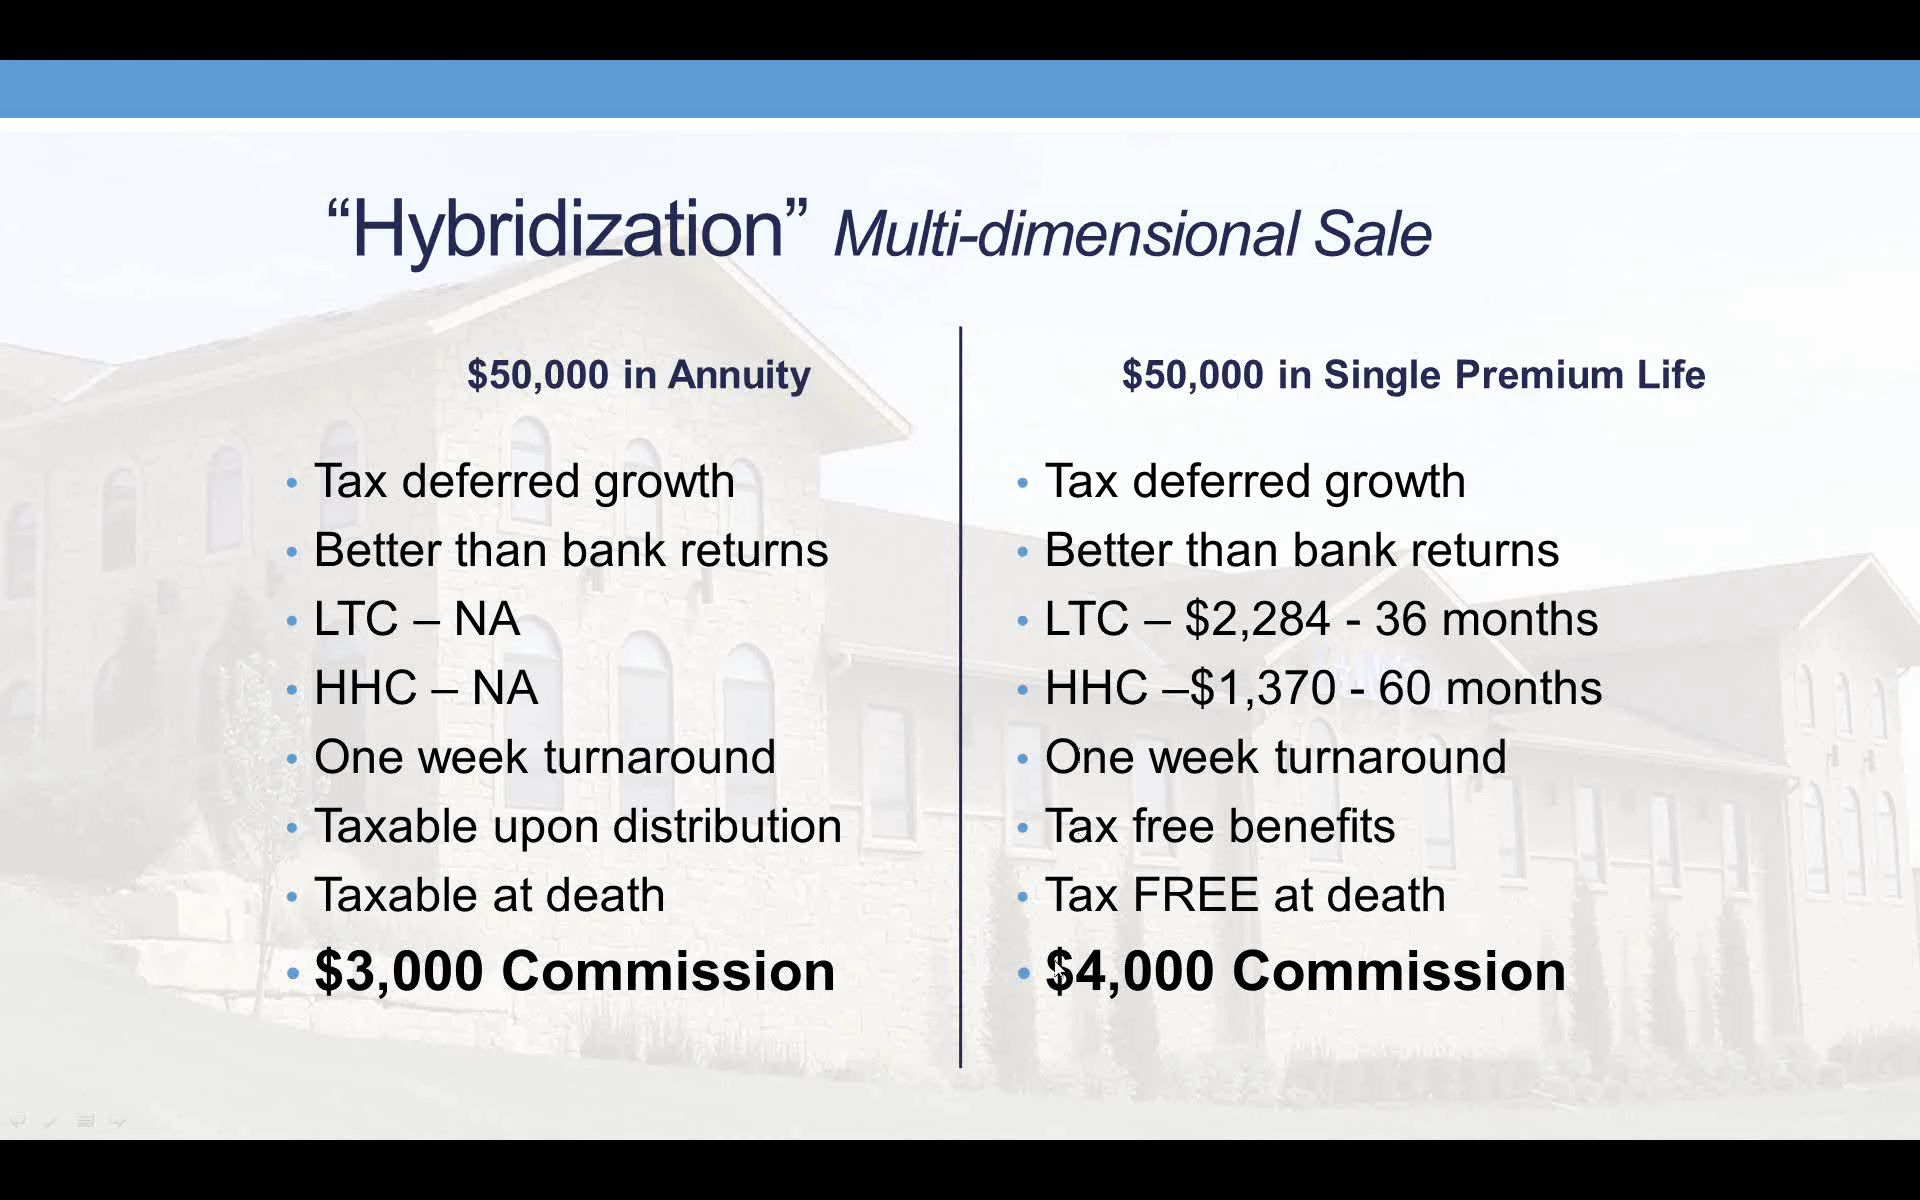 “Hybridization” Multi-dimensional Sale
$50,000 in Annuity
• Tax deferred growth
• Better than bank returns
• LTC – NA
• HHC – NA
• One week turnaround
• Taxable upon distribution
• Taxable at death
• $3,000 Commission
$50,000 in Single Premium Life
• Tax deferred growth
• Better than bank returns
• LTC – $2,284 - 36 months
• HHC –$1,370 - 60 months
• One week turnaround
• Tax free benefits
• Tax FREE at death
• $4,000 Commission